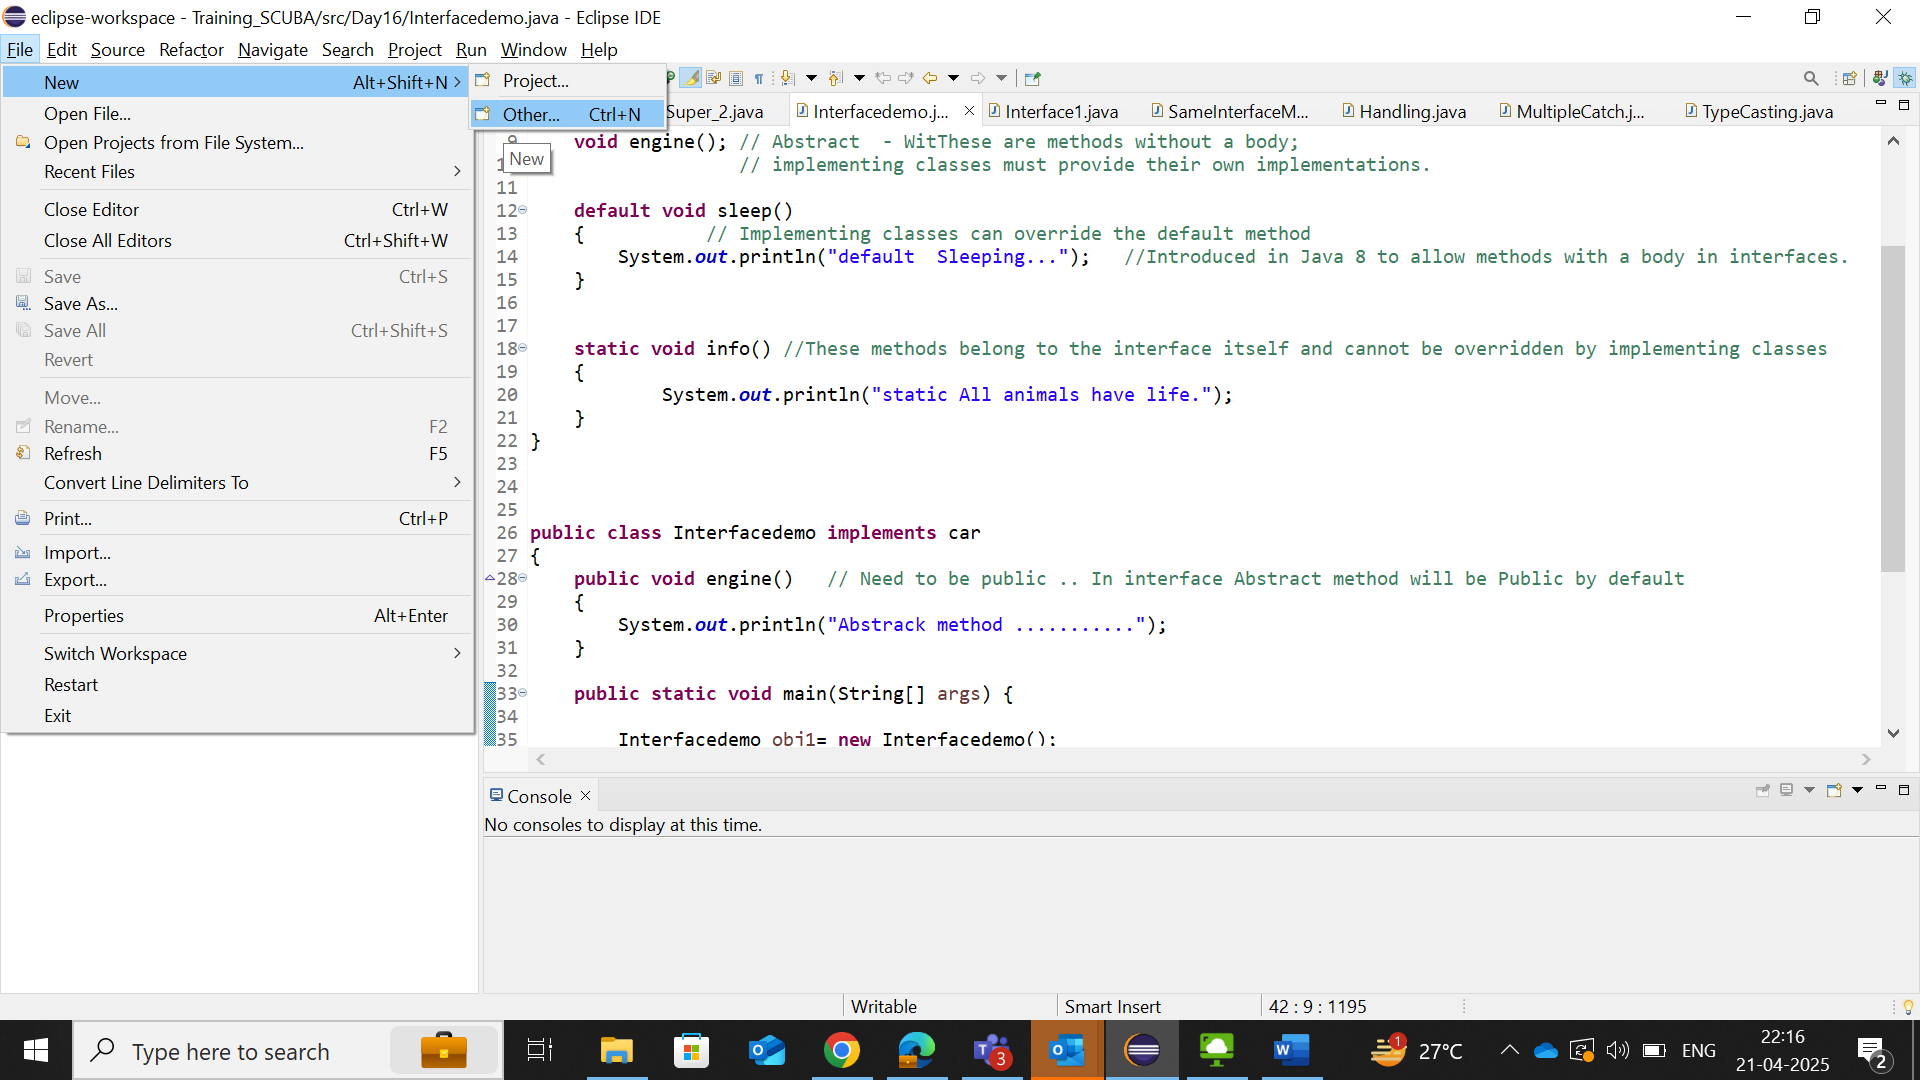 eclipse-workspace - Training_SCUBA/src/Day16/Interfacedemo.java - Eclipse IDE
File Edit Source Refactor Navigate Search Project Run Window Help
New Alt+Shift+N
Open File...
Open Projects from File System...
Recent Files
Close Editor Ctrl+W
Close All Editors Ctrl+Shift+W
Save Ctrl+S
Save As...
Save All Ctrl+Shift+S
Revert
Move...
Rename... F2
Refresh F5
Convert Line Delimiters To
Print... Ctrl+P
Import...
Export...
Properties Alt+Enter
Switch Workspace
Restart
Exit
Project...
Other... Ctrl+N
New
Super_2.java Interfacedemo.j... Interface1.java SameInterfaceM... Handling.java MultipleCatch.j... TypeCasting.java
9 void engine(); // Abstract  - WitThese are methods without a body;
// implementing classes must provide their own implementations.
11
12 default void sleep()
13 { // Implementing classes can override the default method
14 System.out.println("default  Sleeping..."); //Introduced in Java 8 to allow methods with a body in interfaces.
15 }
16
17
18 static void info() //These methods belong to the interface itself and cannot be overridden by implementing classes
19 {
20 System.out.println("static All animals have life.");
21 }
22 }
23
24
25
26 public class Interfacedemo implements car
27 {
28 public void engine() // Need to be public .. In interface Abstract method will be Public by default
29 {
30 System.out.println("Abstrack method ...........");
31 }
32
33 public static void main(String[] args) {
34
35 Interfacedemo obj1= new Interfacedemo();
Console
No consoles to display at this time.
Writable Smart Insert 42 : 9 : 1195
Type here to search
3
1
27°C
ENG
22:16
21-04-2025
2